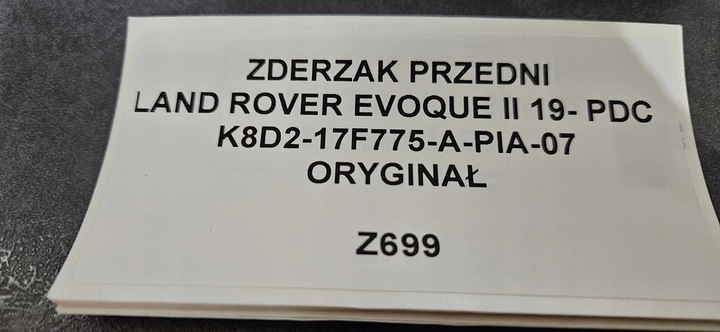 ZDERZAK PRZEDNI
LAND ROVER EVOQUE II 19- PDC
K8D2-17F775-A-PIA-07
ORYGINAŁ
Z699